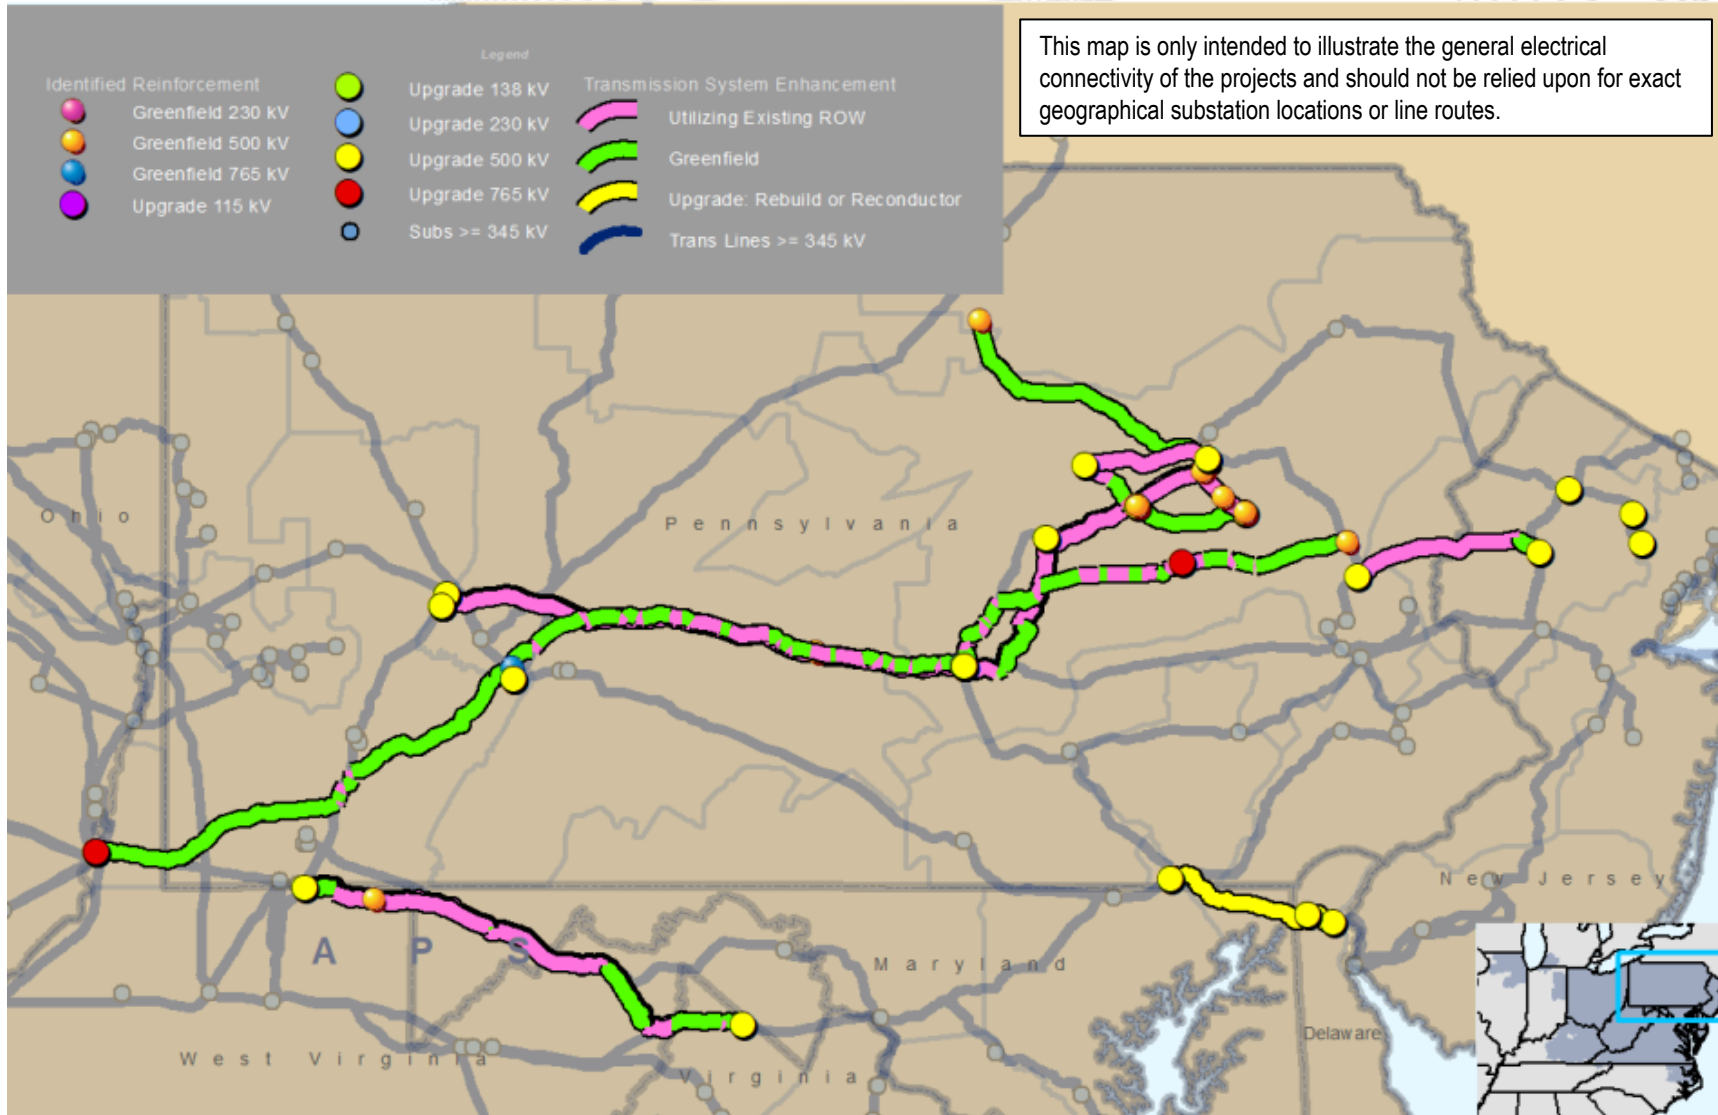 Legend
Identified Reinforcement
Greenfield 230 kV
Greenfield 500 kV
Greenfield 765 kV
Upgrade 115 kV
Upgrade 138 kV
Upgrade 230 kV
Upgrade 500 kV
Upgrade 765 kV
Subs >= 345 kV
Transmission System Enhancement
Utilizing Existing ROW
Greenfield
Upgrade: Rebuild or Reconductor
Trans Lines >= 345 kV
This map is only intended to illustrate the general electrical
connectivity of the projects and should not be relied upon for exact
geographical substation locations or line routes.
Ohio
Pennsylvania
New Jersey
APS
Maryland
Delaware
West Virginia
Virginia